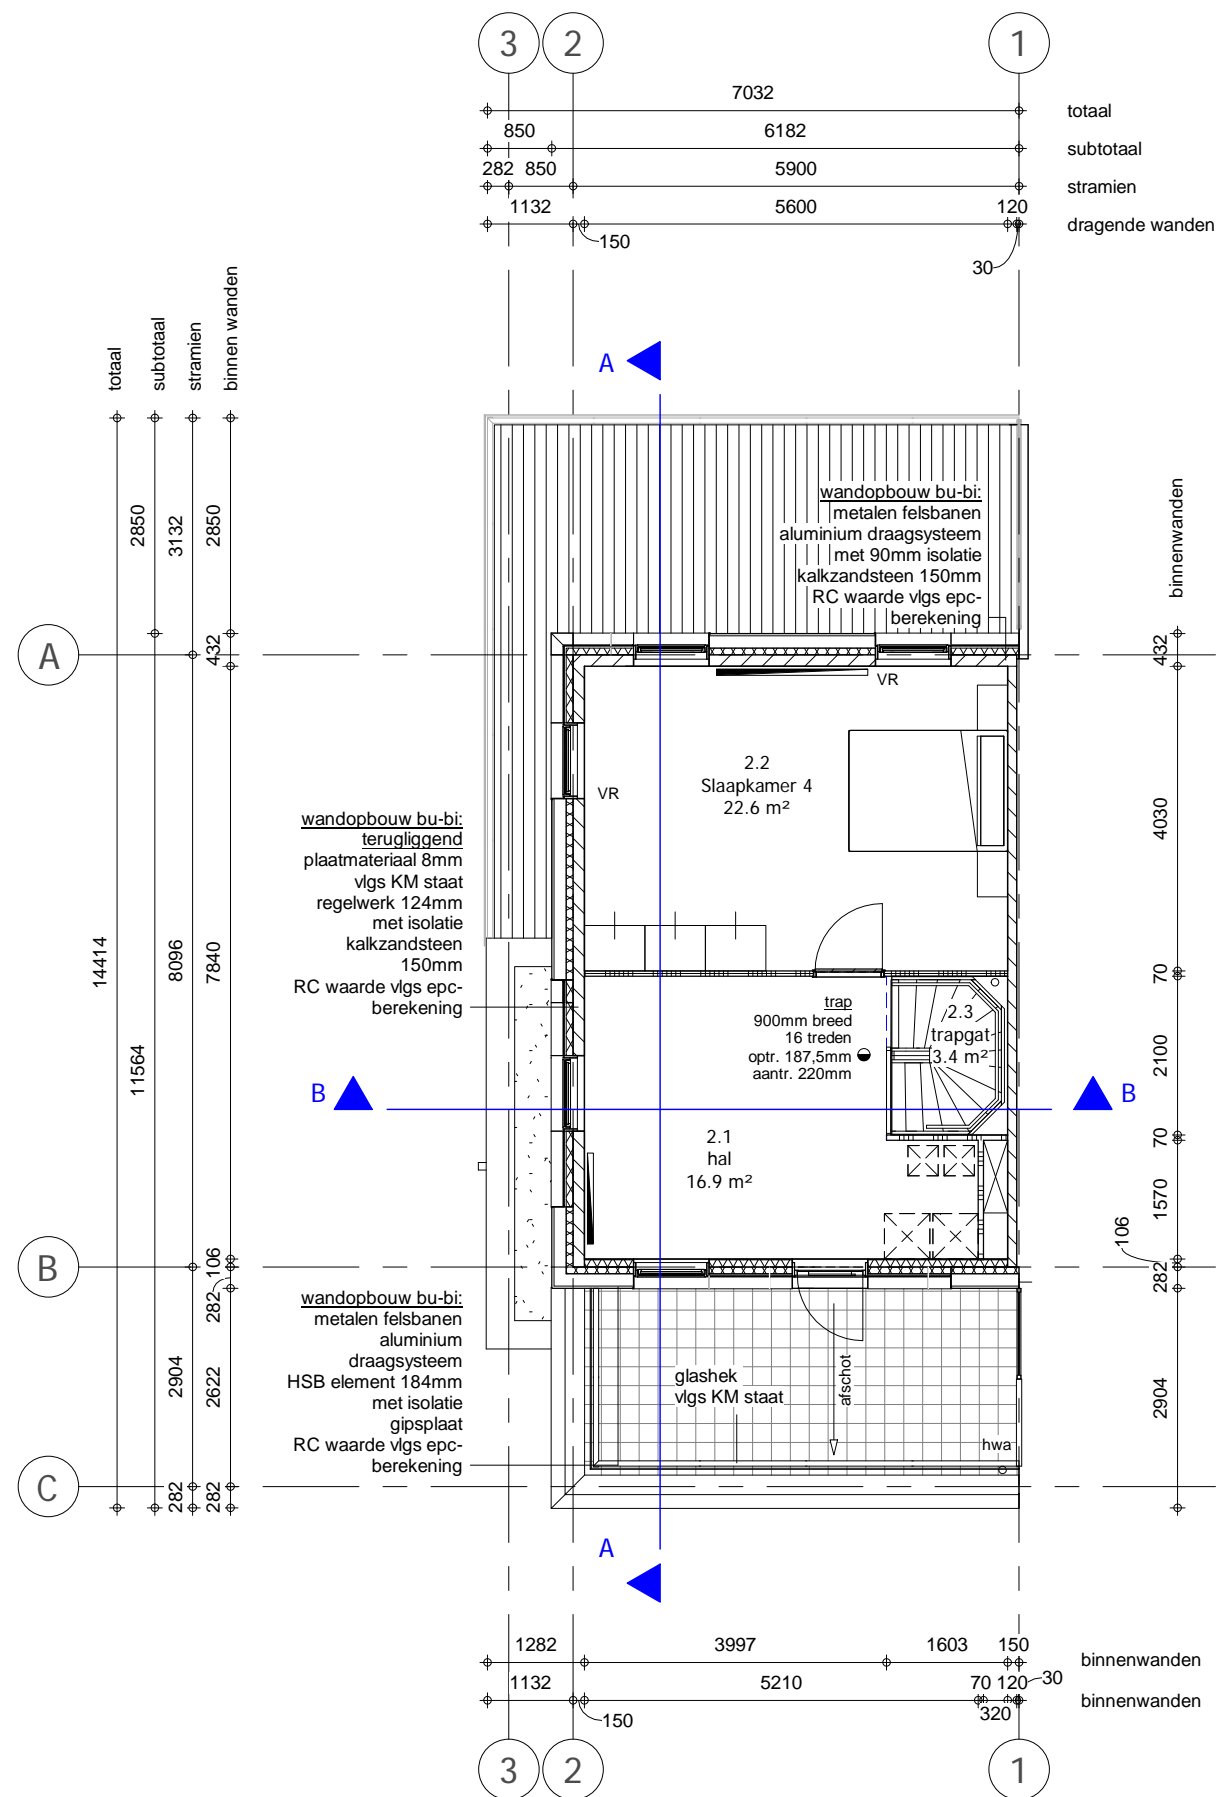 3
2
1
7032
totaal
850
6182
subtotaal
282
850
5900
stramien
1132
5600
120
dragende wanden
150
30
totaal
subtotaal
stramien
binnen wanden
A
2850
3132
2850
binnenwanden
wandopbouw bu-bi:
metalen felsbanen
aluminium draagsysteem
met 90mm isolatie
kalkzandsteen 150mm
RC waarde vlgs epc-
berekening
A
432
432
VR
2.2
Slaapkamer 4
22.6 m²
VR
4030
wandopbouw bu-bi:
terugliggend
plaatmateriaal 8mm
vlgs KM staat
regelwerk 124mm
met isolatie
kalkzandsteen
150mm
RC waarde vlgs epc-
berekening
14414
11564
8096
7840
70
trap
900mm breed
16 treden
optr. 187,5mm
aantr. 220mm
2.3
trapgat
3.4 m²
2100
B
B
2.1
hal
16.9 m²
70
1570
106
B
106
282
282
wandopbouw bu-bi:
metalen felsbanen
aluminium
draagsysteem
HSB element 184mm
met isolatie
gipsplaat
RC waarde vlgs epc-
berekening
2904
2622
glashek
vlgs KM staat
afschot
hwa
2904
C
282
282
A
1282
3997
1603
150
binnenwanden
1132
5210
70
120
30
binnenwanden
150
320
3
2
1